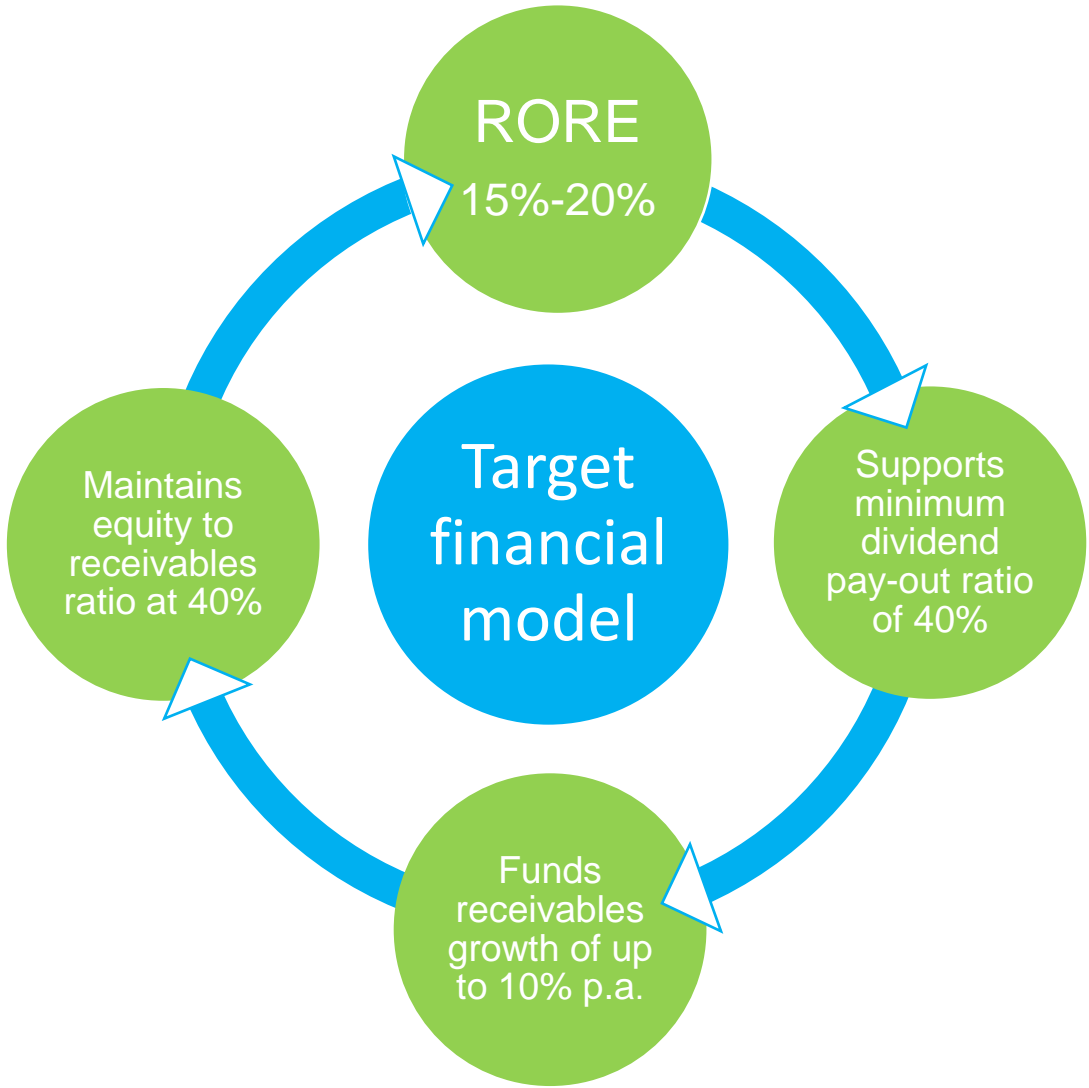 RORE
15%-20%
Supports
minimum
dividend
pay-out ratio
of 40%
Funds
receivables
growth of up
to 10% p.a.
Maintains
equity to
receivables
ratio at 40%
Target
financial
model